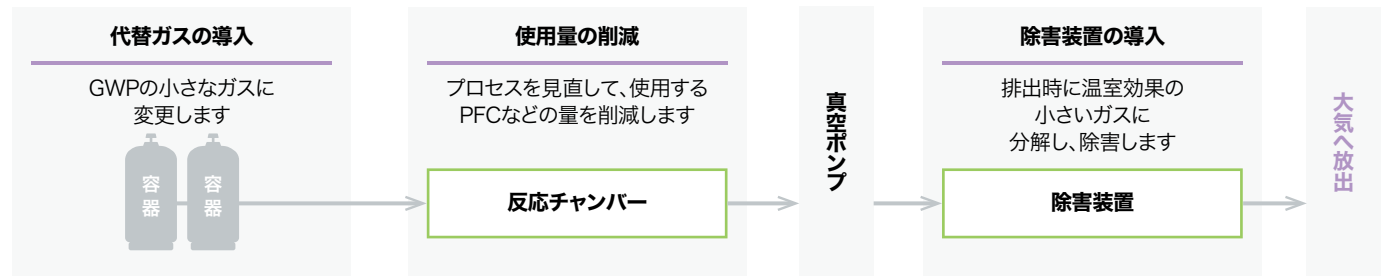 代替ガスの導入
GWPの小さなガスに
変更します
容器
容器
使用量の削減
プロセスを見直して、使用する
PFCなどの量を削減します
反応チャンバー
真空ポンプ
除害装置の導入
排出時に温室効果の
小さいガスに
分解し、除害します
除害装置
大気へ放出